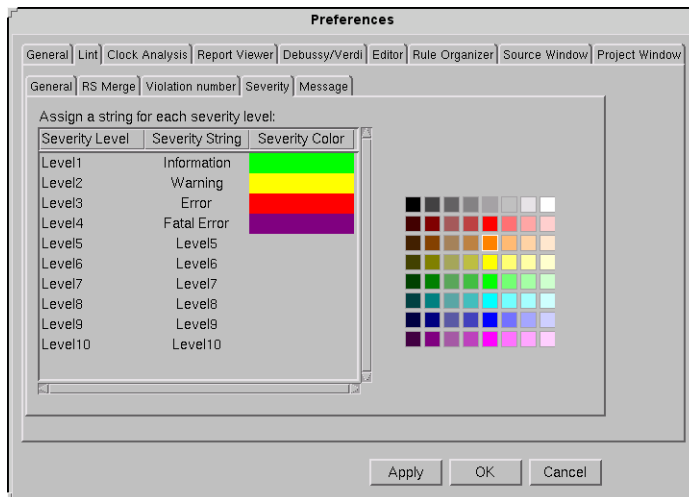 Preferences
General Lint Clock Analysis Report Viewer Debussy/Verdi Editor Rule Organizer Source Window Project Window
General RS Merge Violation number Severity Message
Assign a string for each severity level:
Severity Level Severity String Severity Color
Level1 Information
Level2 Warning
Level3 Error
Level4 Fatal Error
Level5 Level5
Level6 Level6
Level7 Level7
Level8 Level8
Level9 Level9
Level10 Level10
Apply OK Cancel